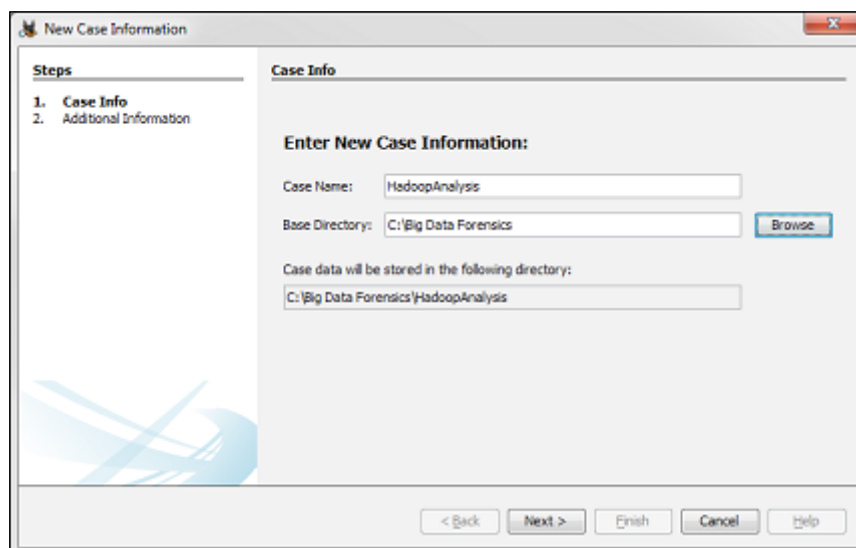 New Case Information
Steps
1. Case Info
2. Additional Information
Case Info
Enter New Case Information:
Case Name: HadoopAnalysis
Base Directory: C:\Big Data Forensics Browse
Case data will be stored in the following directory:
C:\Big Data Forensics\HadoopAnalysis
< Back Next > Finish Cancel Help